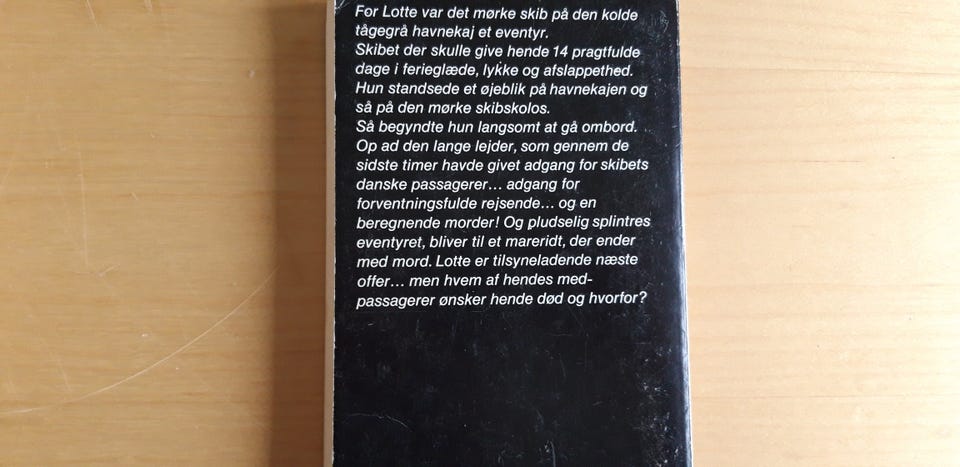 For Lotte var det mørke skib på den kolde
tågegrå havnekaj et eventyr.
Skibet der skulle give hende 14 pragtfulde
dage i ferieglæde, lykke og afslappethed.
Hun standsede et øjeblik på havnekajen og
så på den mørke skibskolos.
Så begyndte hun langsomt at gå ombord.
Op ad den lange lejder, som gennem de
sidste timer havde givet adgang for skibets
danske passagerer... adgang for
forventningsfulde rejsende... og en
beregnende morder! Og pludselig splintres
eventyret, bliver til et mareridt, der ender
med mord. Lotte er tilsyneladende næste
offer... men hvem af hendes med-
passagerer ønsker hende død og hvorfor?